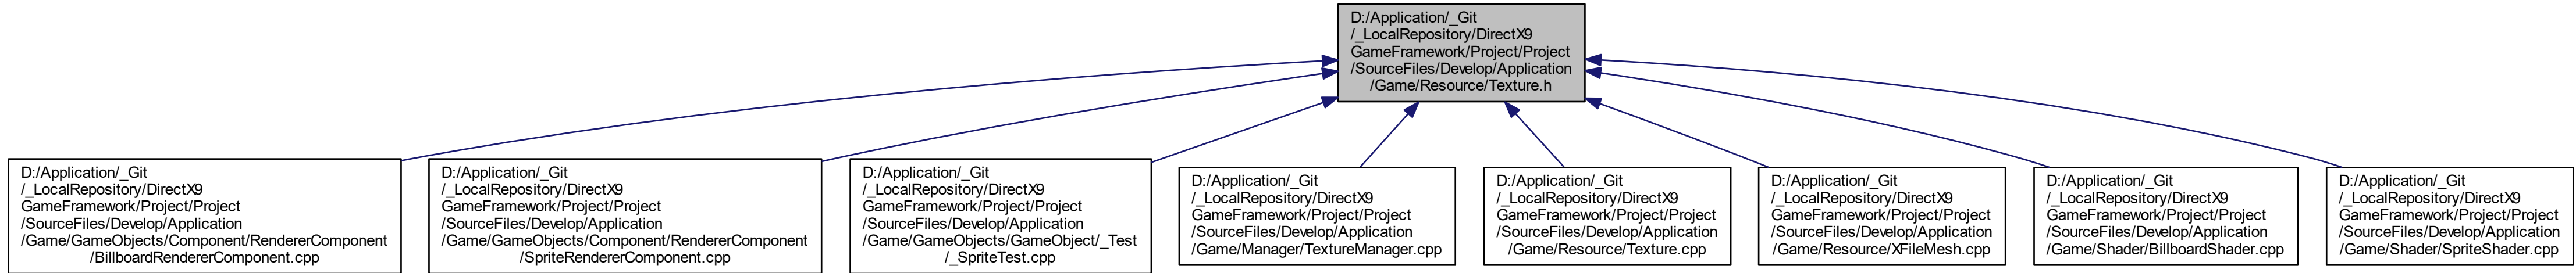 D:/Application/_Git
/_LocalRepository/DirectX9
GameFramework/Project/Project
/SourceFiles/Develop/Application
/Game/Resource/Texture.h
D:/Application/_Git
/_LocalRepository/DirectX9
GameFramework/Project/Project
/SourceFiles/Develop/Application
/Game/GameObjects/Component/RendererComponent
/BillboardRendererComponent.cpp
D:/Application/_Git
/_LocalRepository/DirectX9
GameFramework/Project/Project
/SourceFiles/Develop/Application
/Game/GameObjects/Component/RendererComponent
/SpriteRendererComponent.cpp
D:/Application/_Git
/_LocalRepository/DirectX9
GameFramework/Project/Project
/SourceFiles/Develop/Application
/Game/GameObjects/GameObject/_Test
/_SpriteTest.cpp
D:/Application/_Git
/_LocalRepository/DirectX9
GameFramework/Project/Project
/SourceFiles/Develop/Application
/Game/Manager/TextureManager.cpp
D:/Application/_Git
/_LocalRepository/DirectX9
GameFramework/Project/Project
/SourceFiles/Develop/Application
/Game/Resource/Texture.cpp
D:/Application/_Git
/_LocalRepository/DirectX9
GameFramework/Project/Project
/SourceFiles/Develop/Application
/Game/Resource/XFileMesh.cpp
D:/Application/_Git
/_LocalRepository/DirectX9
GameFramework/Project/Project
/SourceFiles/Develop/Application
/Game/Shader/BillboardShader.cpp
D:/Application/_Git
/_LocalRepository/DirectX9
GameFramework/Project/Project
/SourceFiles/Develop/Application
/Game/Shader/SpriteShader.cpp